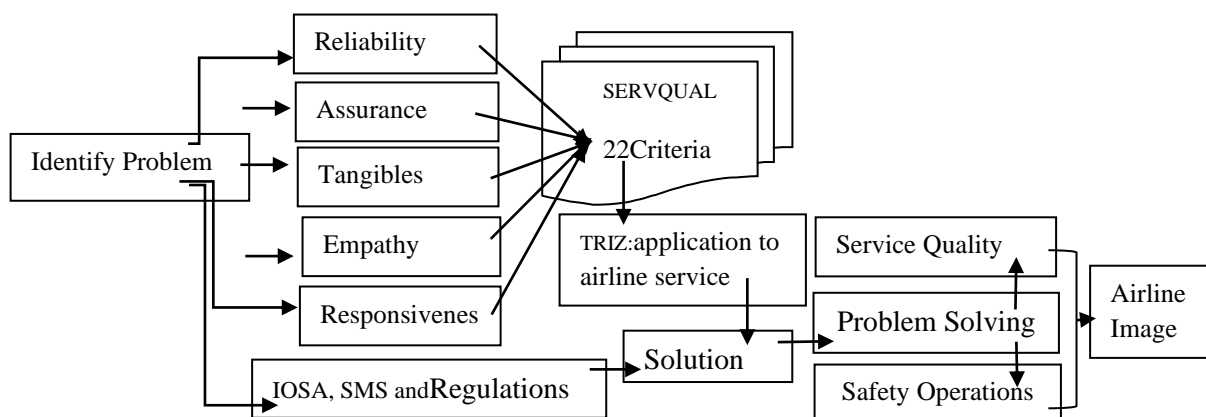 Reliability
SERVQUAL
Assurance
22Criteria
Identify Problem
Tangibles
Empathy
TRIZ:application to
airline service
Service Quality
Airline
Image
Responsivenes
Problem Solving
Solution
IOSA, SMS andRegulations
Safety Operations